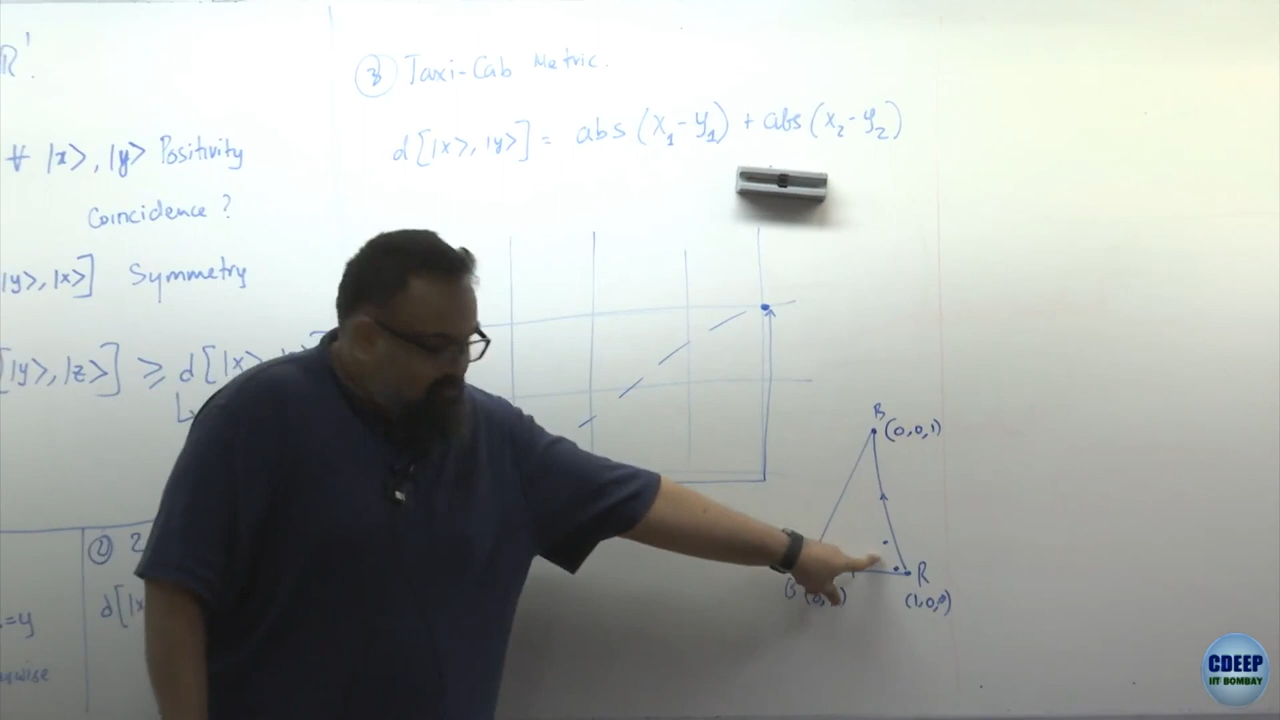 ℝ¹.
∀ |x>, |y> Positivity
Coincidence ?
|y>, |x>] Symmetry
|y>, |z>] ≥ d[|x>
② 2
d[|x
=y
③ Taxi-Cab Metric.
d[|x>, |y>] = abs (x₁-y₁) + abs (x₂-y₂)
B (0,0,1)
R
(1,0,0)
CDEEP
IIT BOMBAY